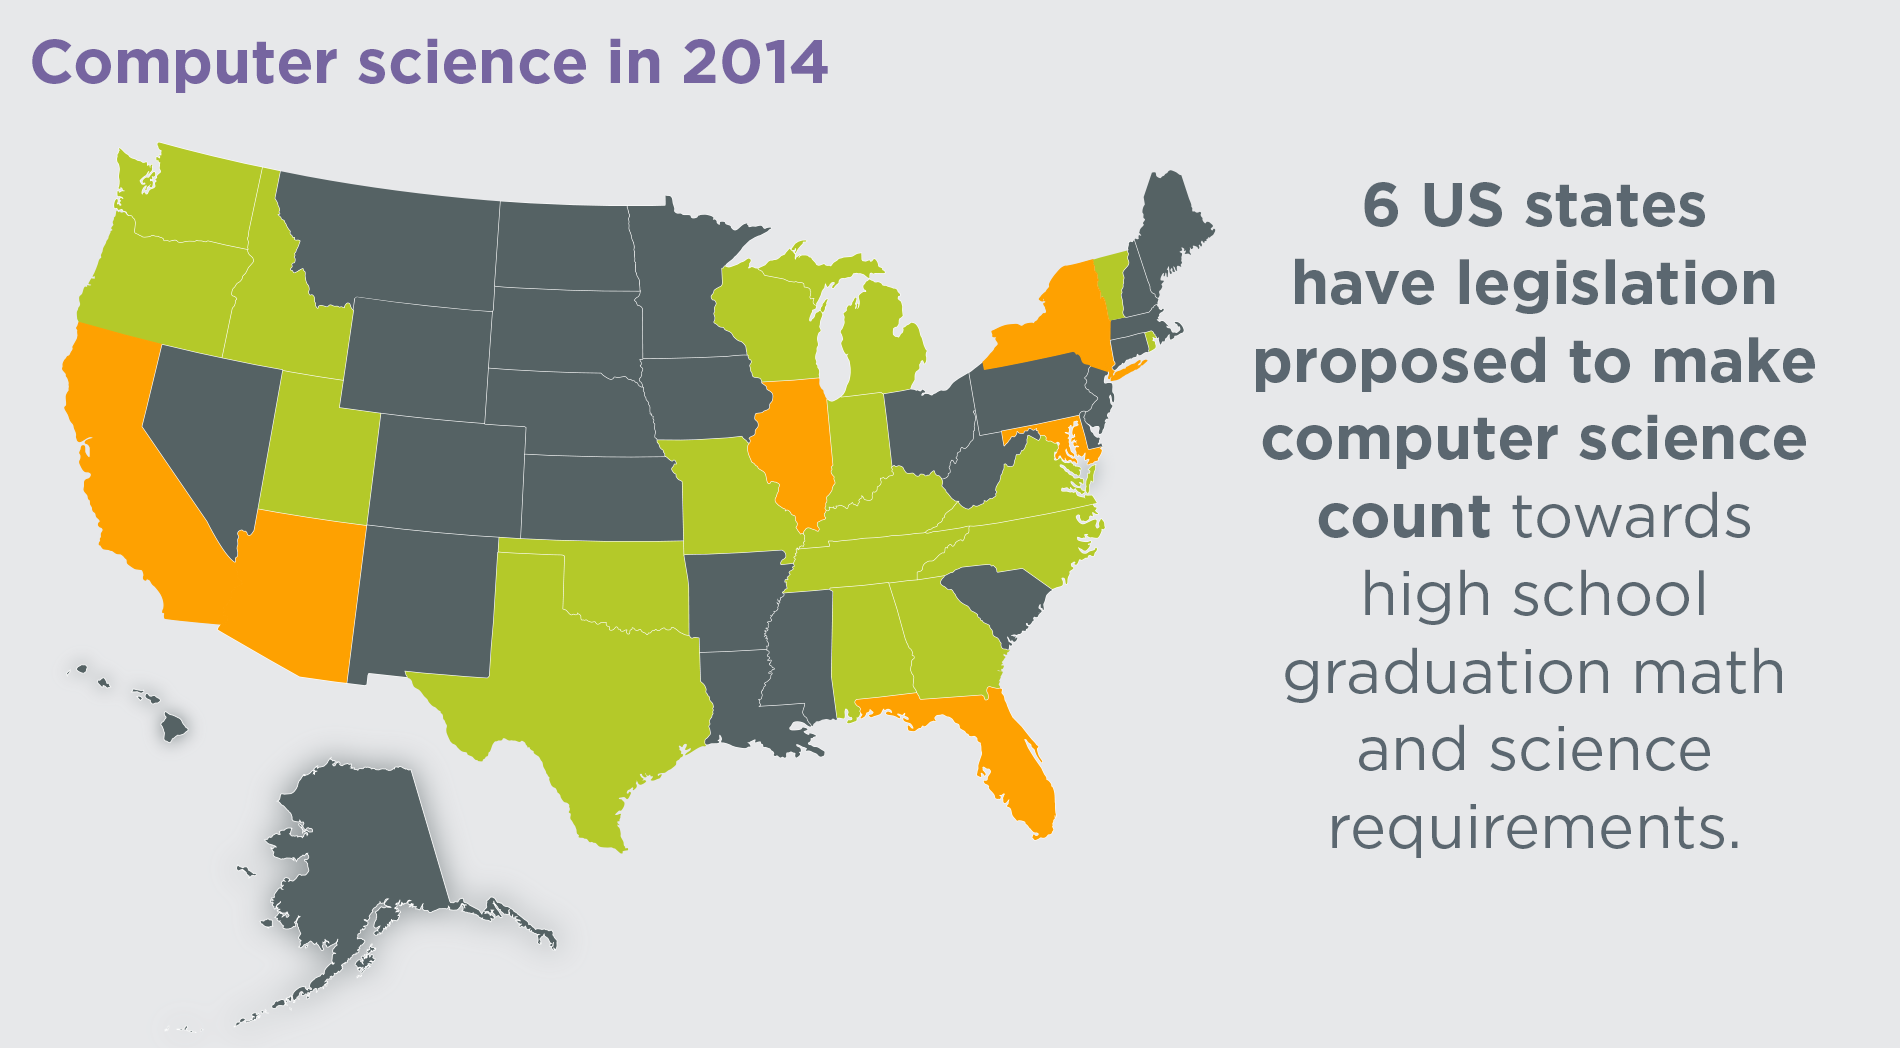 Computer science in 2014
6 US states
have legislation
proposed to make
computer science
count towards
high school
graduation math
and science
requirements.